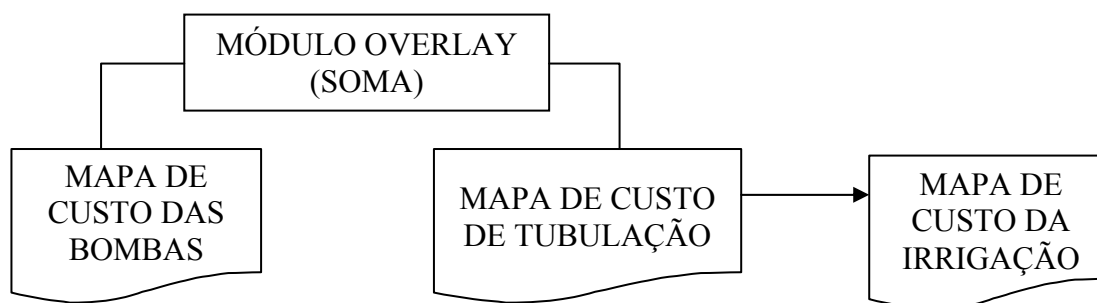 MÓDULO OVERLAY
(SOMA)
MAPA DE
CUSTO DAS
BOMBAS
MAPA DE CUSTO
DE TUBULAÇÃO
MAPA DE
CUSTO DA
IRRIGAÇÃO